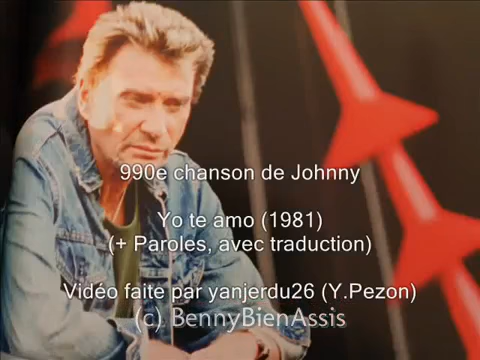 990e chanson de Johnny
Yo te amo (1981)
(+ Paroles, avec traduction)
Vidéo faite par yanjerdu26 (Y.Pezon)
(c) BennyBienAssis